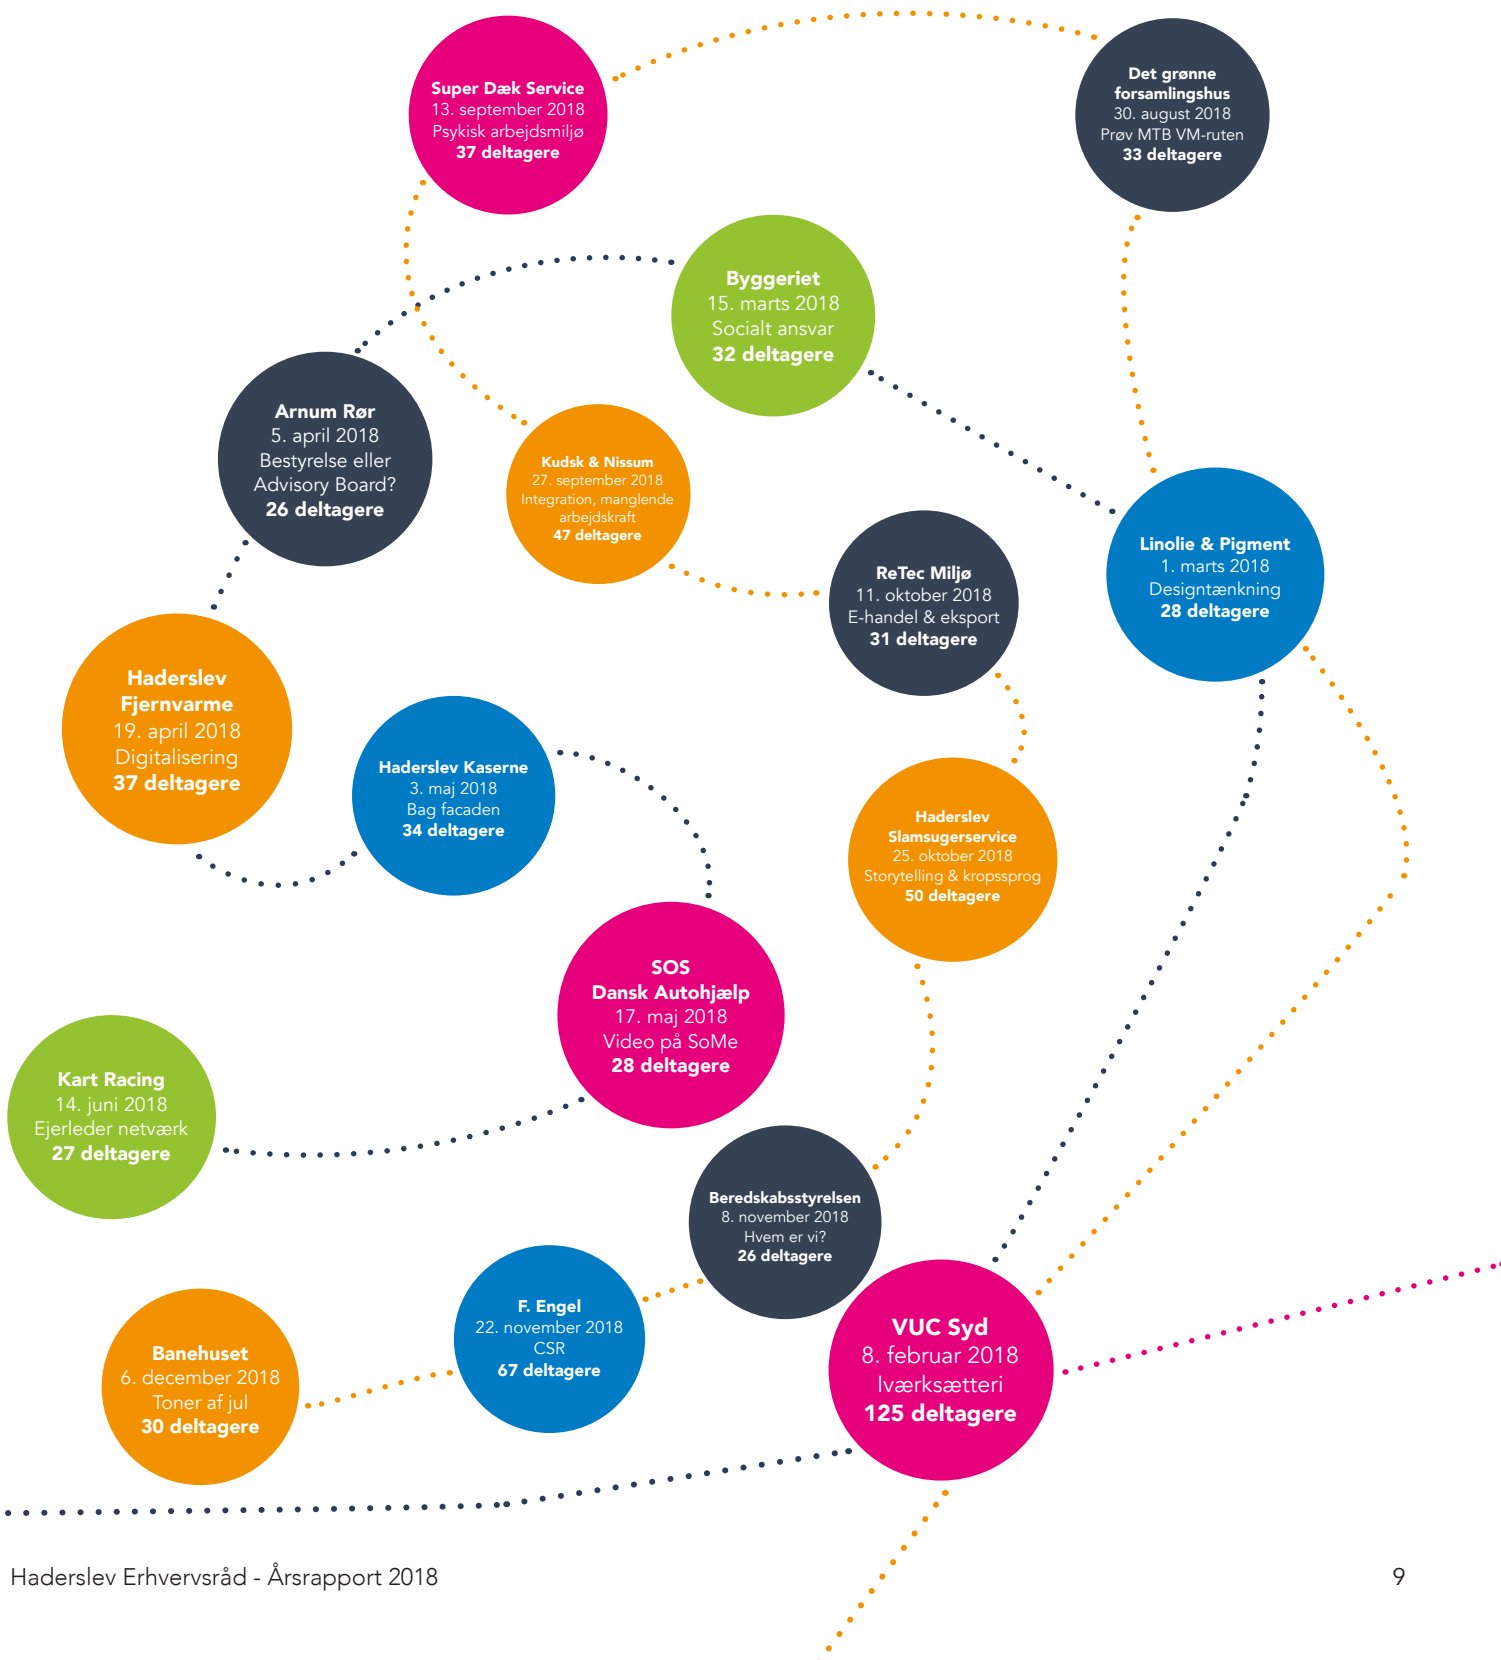 Super Dæk Service
13. september 2018
Psykisk arbejdsmiljø
37 deltagere
Det grønne
forsamlingshus
30. august 2018
Prøv MTB VM-ruten
33 deltagere
Byggeriet
15. marts 2018
Socialt ansvar
32 deltagere
Arnum Rør
5. april 2018
Bestyrelse eller
Advisory Board?
26 deltagere
Kudsk & Nissum
27. september 2018
Integration, manglende
arbejdskraft
47 deltagere
ReTec Miljø
11. oktober 2018
E-handel & eksport
31 deltagere
Linolie & Pigment
1. marts 2018
Designtænkning
28 deltagere
Haderslev
Fjernvarme
19. april 2018
Digitalisering
37 deltagere
Haderslev Kaserne
3. maj 2018
Bag facaden
34 deltagere
Haderslev
Slamsugerservice
25. oktober 2018
Storytelling & kropssprog
50 deltagere
SOS
Dansk Autohjælp
17. maj 2018
Video på SoMe
28 deltagere
Kart Racing
14. juni 2018
Ejerleder netværk
27 deltagere
Beredskabsstyrelsen
8. november 2018
Hvem er vi?
26 deltagere
F. Engel
22. november 2018
CSR
67 deltagere
VUC Syd
8. februar 2018
Iværksætteri
125 deltagere
Banehuset
6. december 2018
Toner af jul
30 deltagere
Haderslev Erhvervsråd - Årsrapport 2018
9